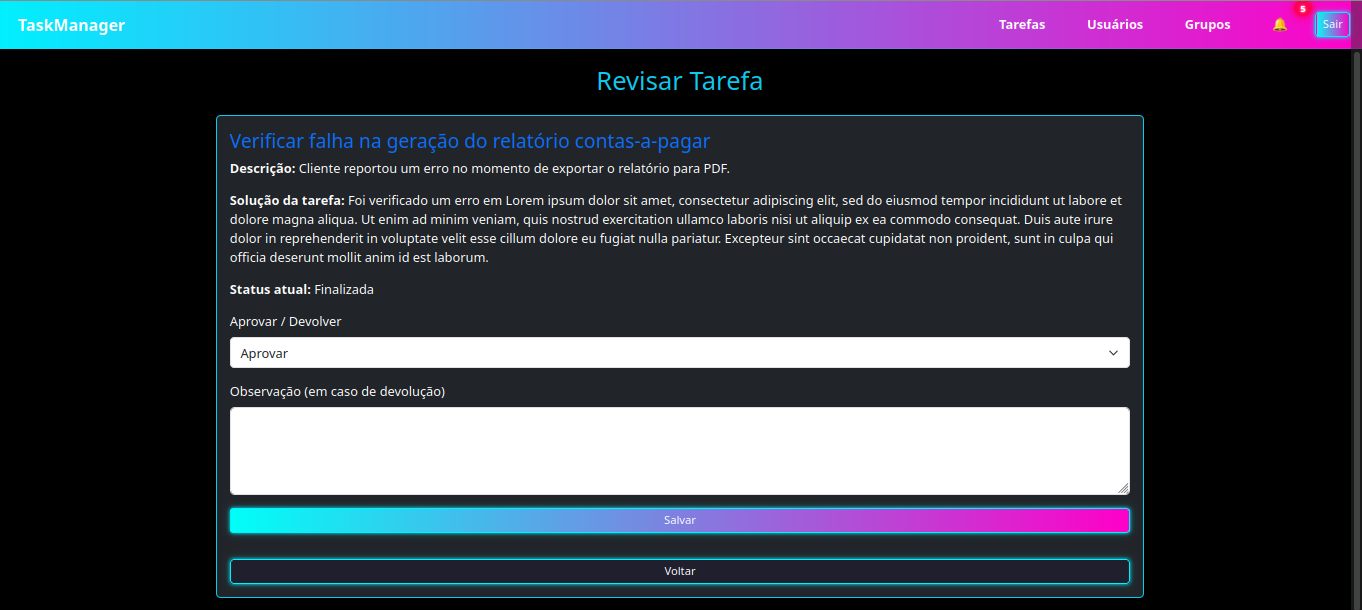 TaskManager
Tarefas Usuários Grupos 5 Sair
Revisar Tarefa
Verificar falha na geração do relatório contas-a-pagar
Descrição: Cliente reportou um erro no momento de exportar o relatório para PDF.
Solução da tarefa: Foi verificado um erro em Lorem ipsum dolor sit amet, consectetur adipiscing elit, sed do eiusmod tempor incididunt ut labore et
dolore magna aliqua. Ut enim ad minim veniam, quis nostrud exercitation ullamco laboris nisi ut aliquip ex ea commodo consequat. Duis aute irure
dolor in reprehenderit in voluptate velit esse cillum dolore eu fugiat nulla pariatur. Excepteur sint occaecat cupidatat non proident, sunt in culpa qui
officia deserunt mollit anim id est laborum.
Status atual: Finalizada
Aprovar / Devolver
Aprovar
Observação (em caso de devolução)
Salvar
Voltar